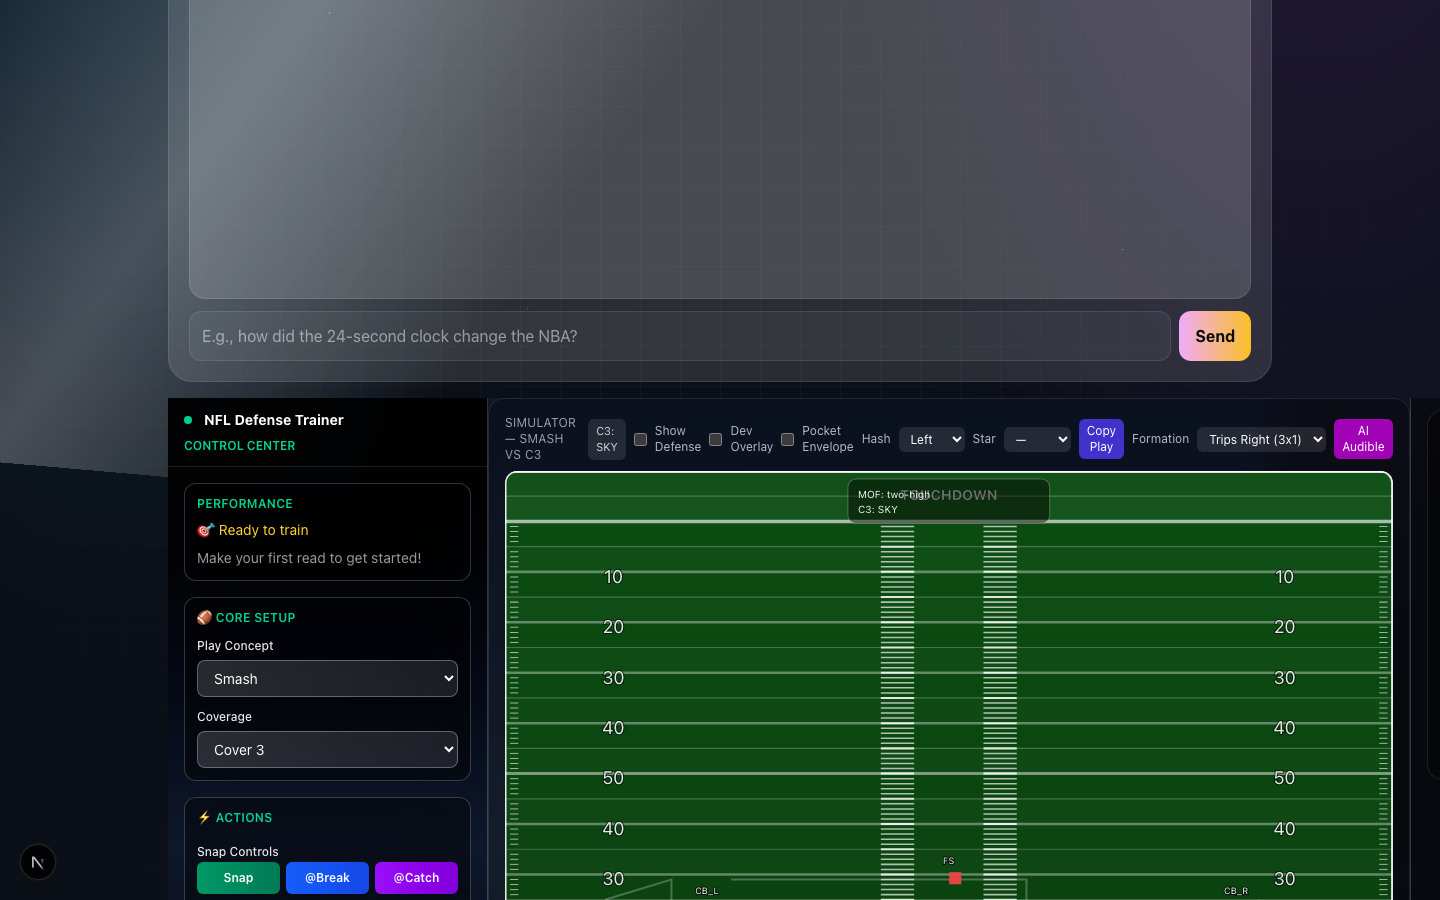 E.g., how did the 24-second clock change the NBA?
Send
NFL Defense Trainer
CONTROL CENTER
PERFORMANCE
🎯 Ready to train
Make your first read to get started!
🏈 CORE SETUP
Play Concept
Smash
Coverage
Cover 3
⚡ ACTIONS
Snap Controls
Snap
@Break
@Catch
SIMULATOR
— SMASH
VS C3
C3:
SKY
Show
Defense
Dev
Overlay
Pocket
Envelope
Hash
Left
Star
—
Copy
Play
Formation
Trips Right (3x1)
AI
Audible
TOUCHDOWN
MOF: two-high
C3: SKY
10
10
20
20
30
30
40
40
50
50
40
40
FS
30
30
CB_L
CB_R
N